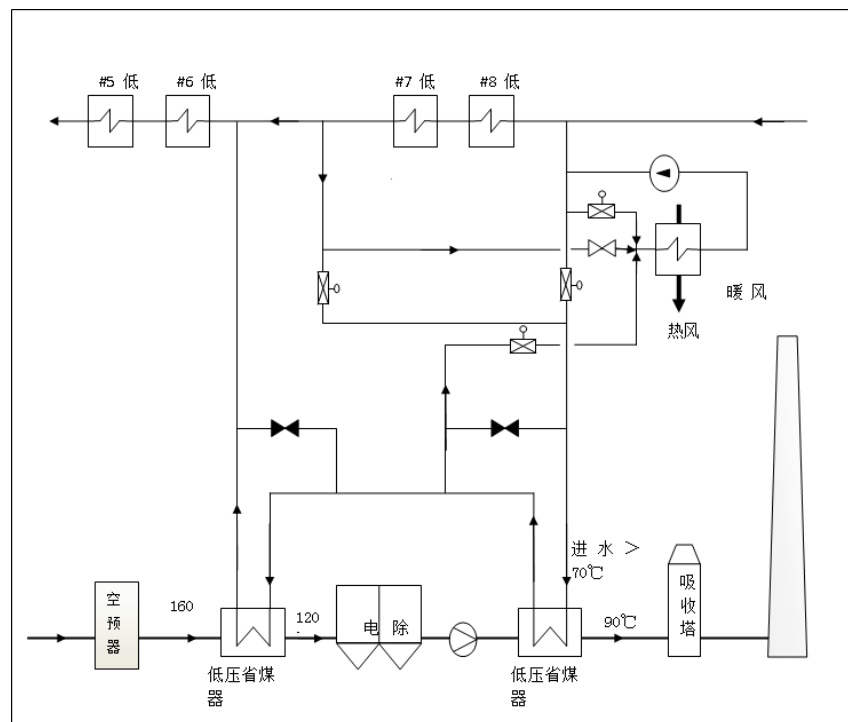 #5 低
#6 低
#7 低
#8 低
暖 风
热风
进 水 ＞
70℃
空
预
器
160
120
电 除
90℃
吸
收
塔
低压省煤
器
低压省煤
器